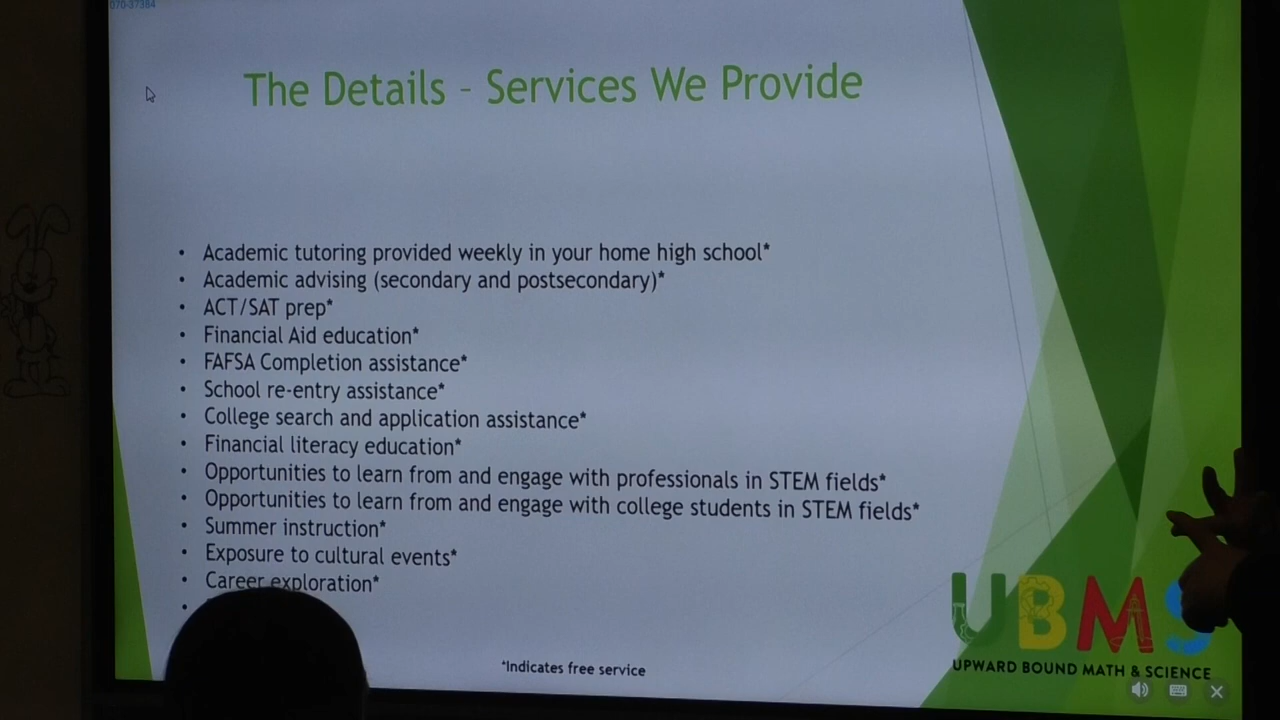 070-37384
The Details – Services We Provide
• Academic tutoring provided weekly in your home high school*
• Academic advising (secondary and postsecondary)*
• ACT/SAT prep*
• Financial Aid education*
• FAFSA Completion assistance*
• School re-entry assistance*
• College search and application assistance*
• Financial literacy education*
• Opportunities to learn from and engage with professionals in STEM fields*
• Opportunities to learn from and engage with college students in STEM fields*
• Summer instruction*
• Exposure to cultural events*
• Career exploration*
*Indicates free service
UBMS
UPWARD BOUND MATH & SCIENCE